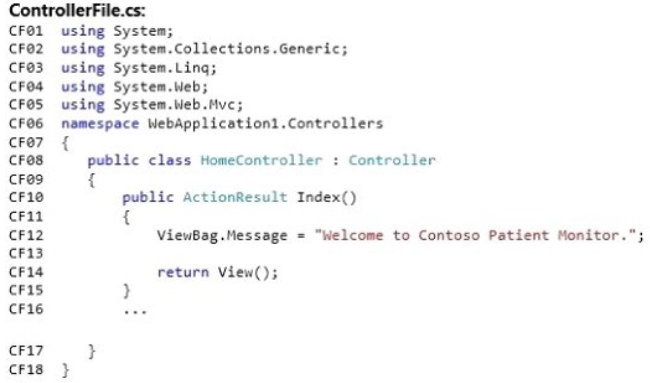 ControllerFile.cs:
CF01 using System;
CF02 using System.Collections.Generic;
CF03 using System.Linq;
CF04 using System.Web;
CF05 using System.Web.Mvc;
CF06 namespace WebApplication1.Controllers
CF07 {
CF08 public class HomeController : Controller
CF09 {
CF10 public ActionResult Index()
CF11 {
CF12 ViewBag.Message = "Welcome to Contoso Patient Monitor.";
CF13
CF14 return View();
CF15 }
CF16 ...
CF17 }
CF18 }